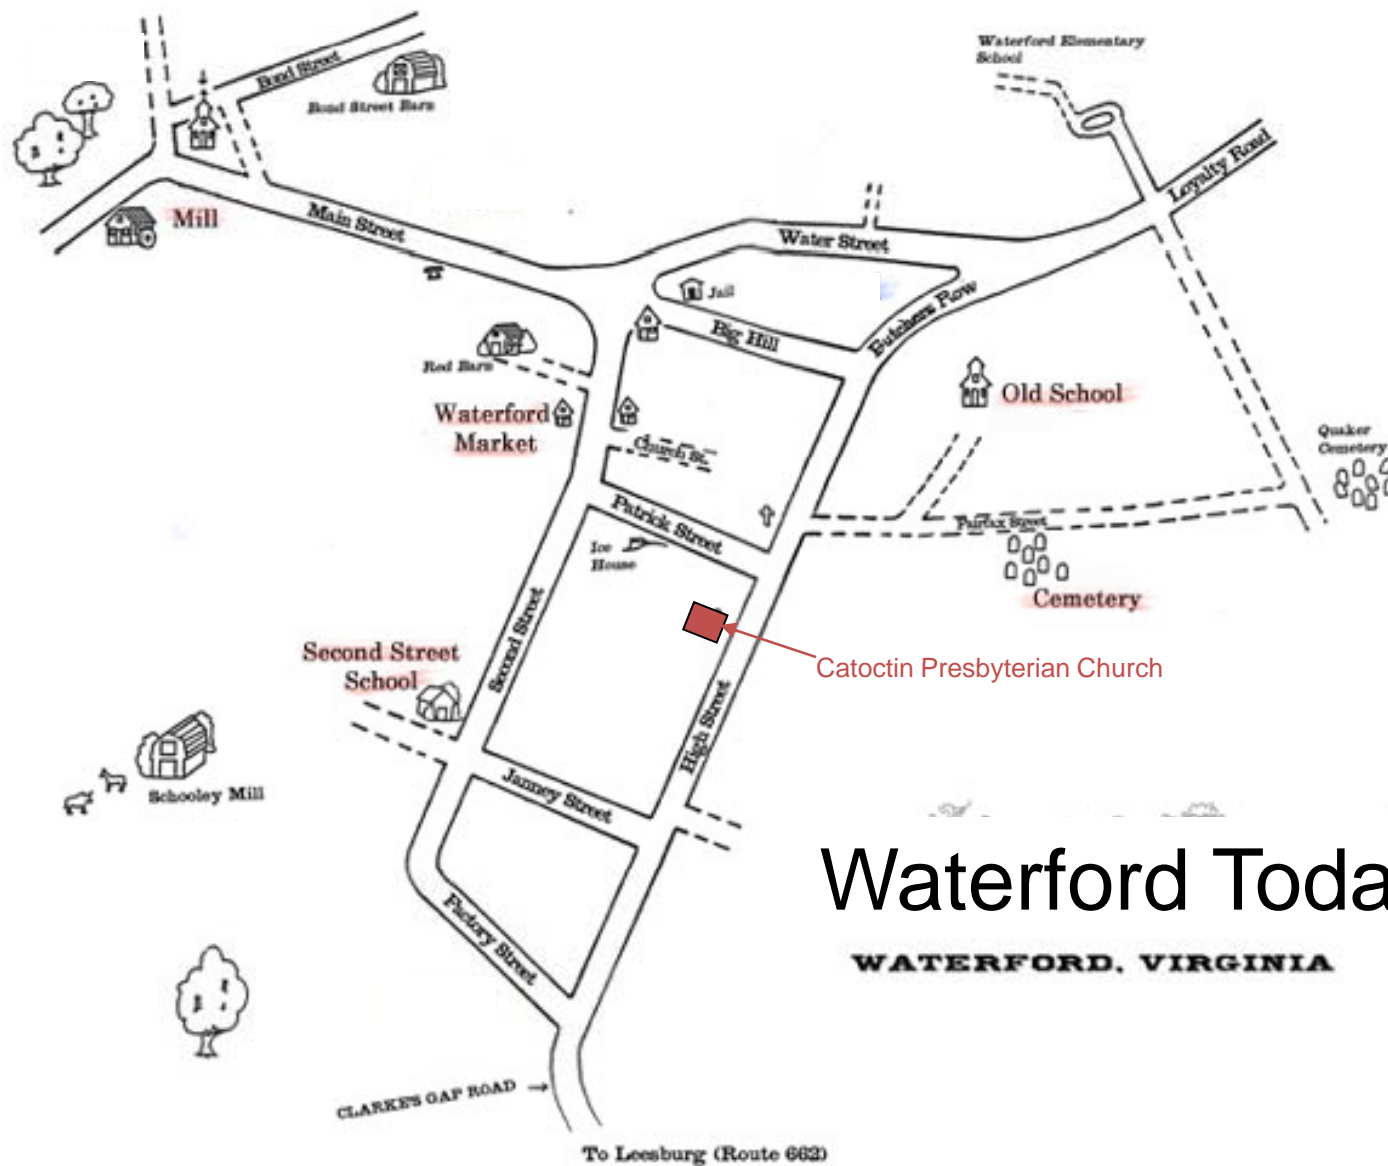 Waterford Elementary
School
Bond Street
Bond Street Barn
Loyalty Road
Mill
Main Street
Water Street
Jail
Butchers Row
Big Hill
Red Barn
Old School
Waterford
Market
Church St.
Quaker
Cemetery
Patrick Street
Fairfax Street
Ice
House
Cemetery
Second Street
Second Street
School
Catoctin Presbyterian Church
High Street
Janney Street
Schooley Mill
Waterford Toda
WATERFORD, VIRGINIA
Factory Street
CLARKE'S GAP ROAD
To Leesburg (Route 662)